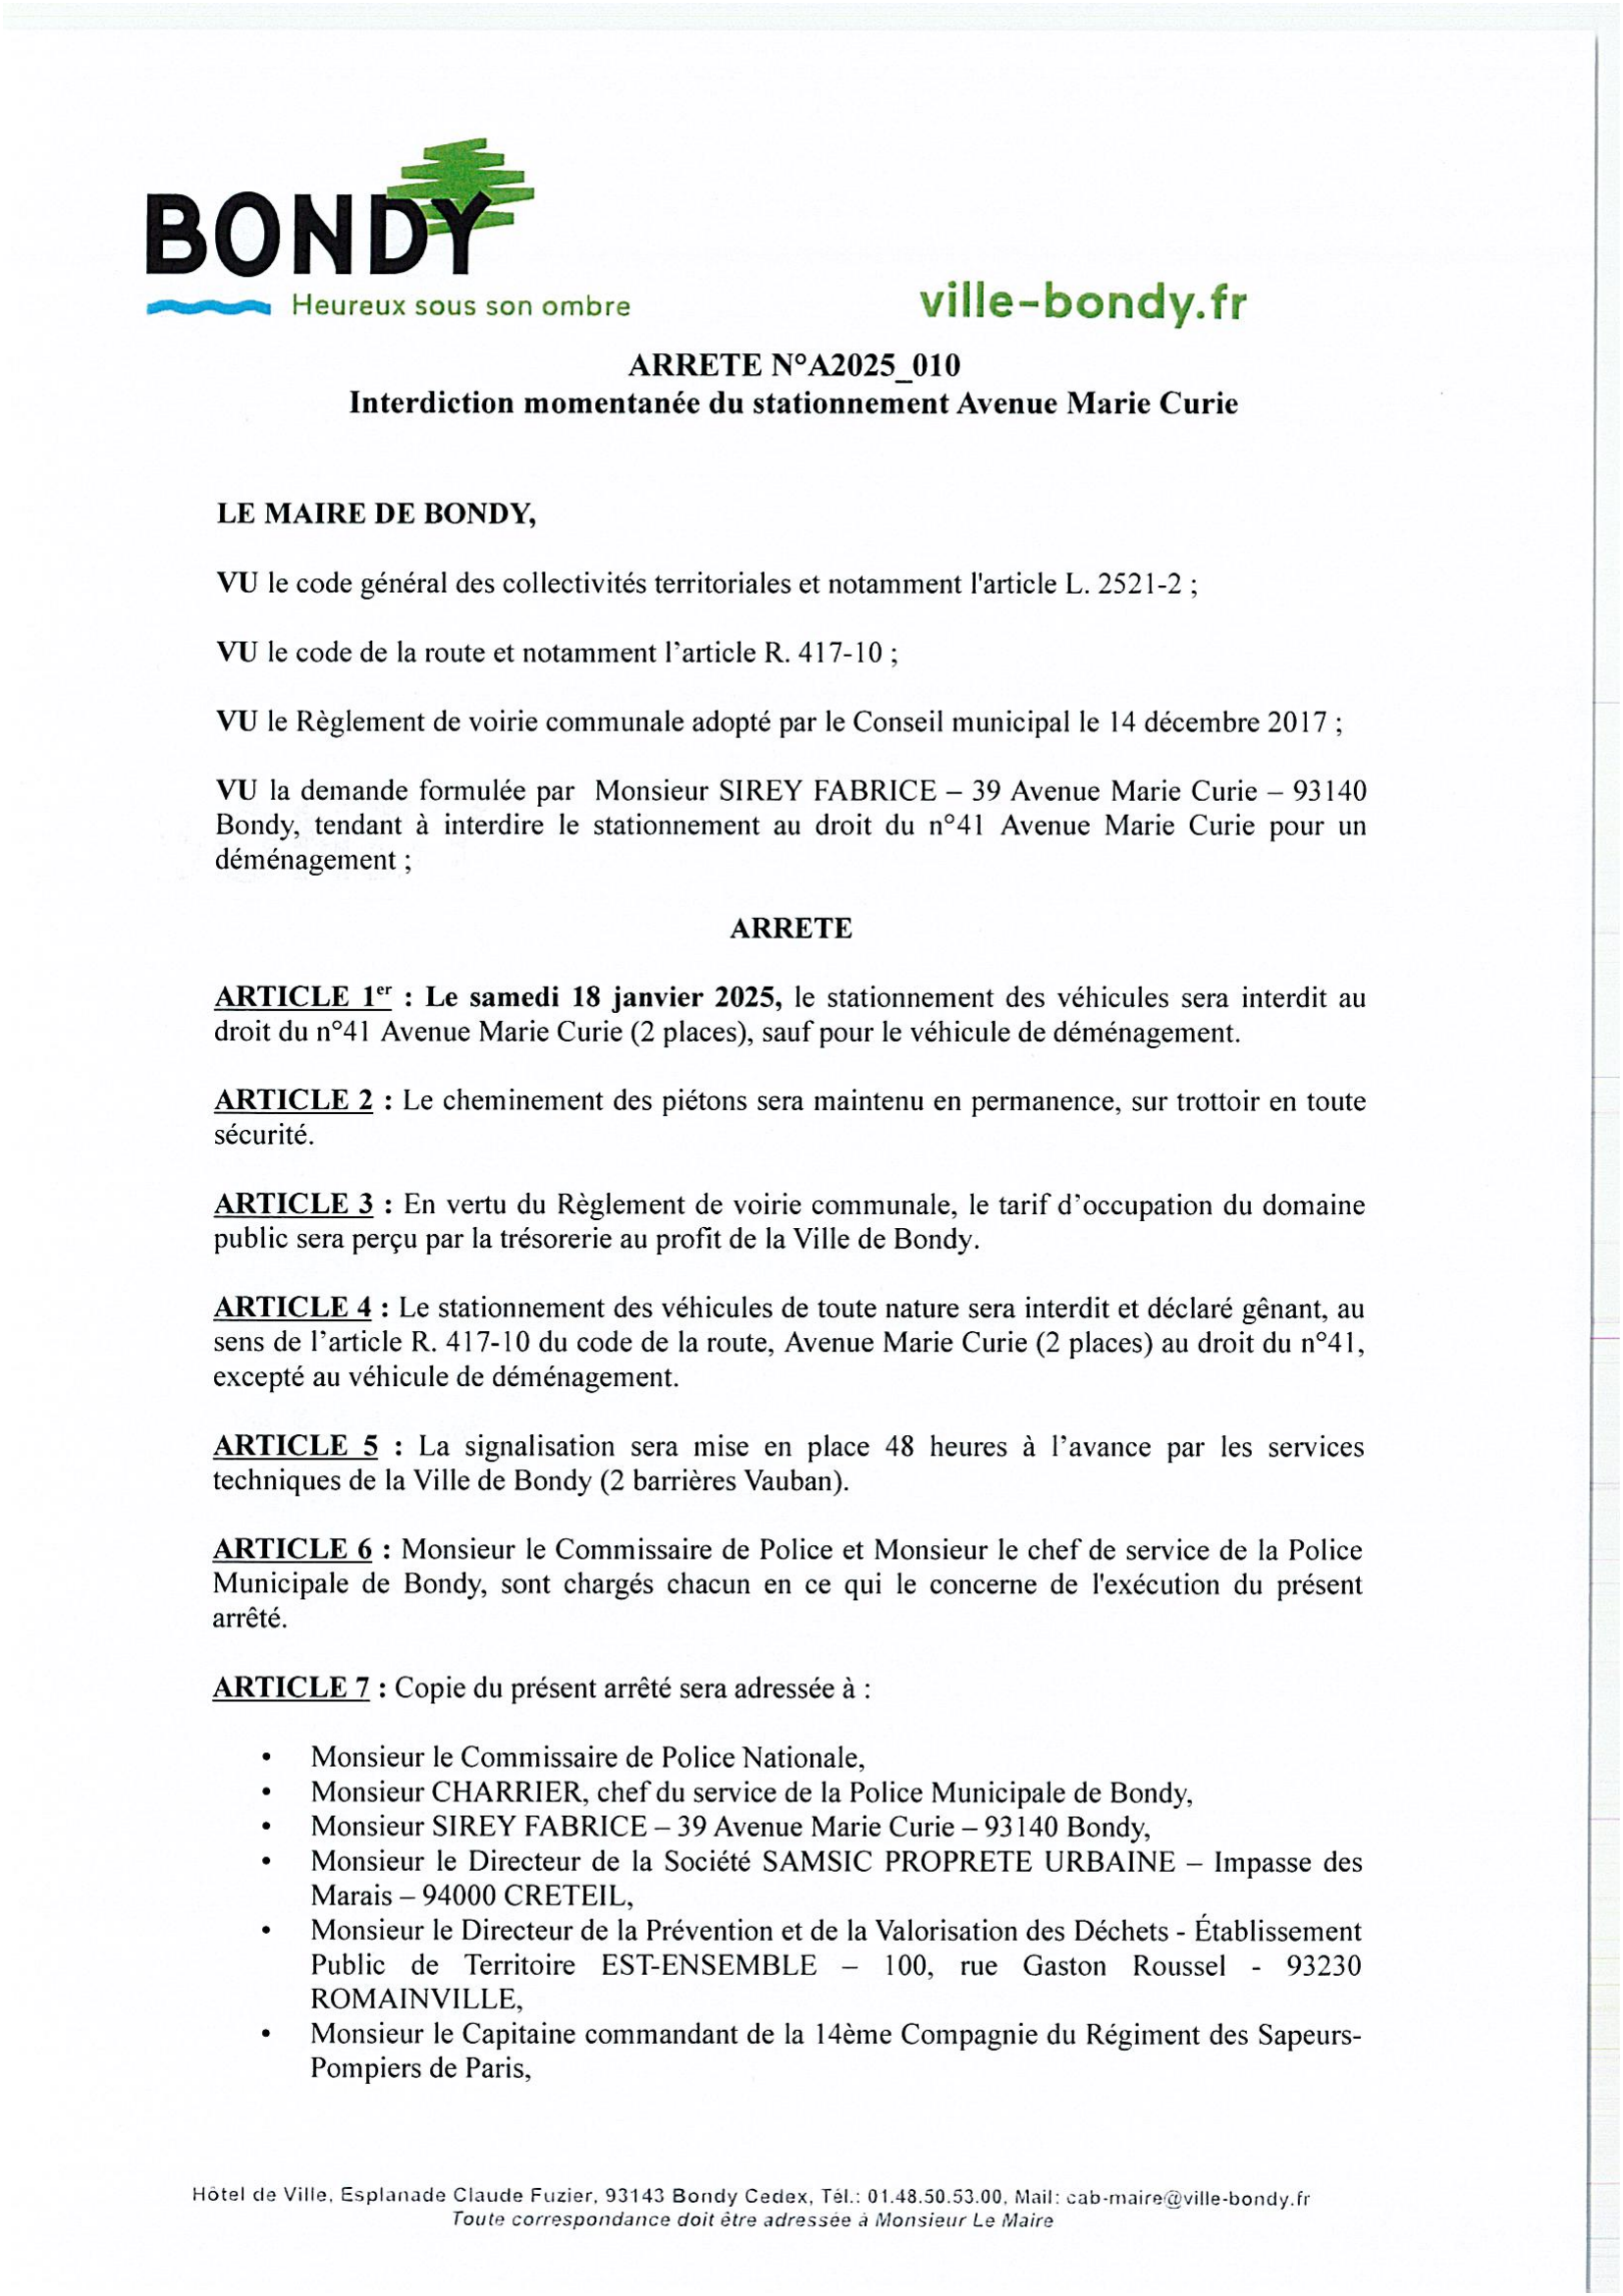 BONDY
Heureux sous son ombre
ville-bondy.fr
ARRETE N°A2025_010
Interdiction momentanée du stationnement Avenue Marie Curie
LE MAIRE DE BONDY,
VU le code général des collectivités territoriales et notamment l'article L. 2521-2 ;
VU le code de la route et notamment l’article R. 417-10 ;
VU le Règlement de voirie communale adopté par le Conseil municipal le 14 décembre 2017 ;
VU la demande formulée par Monsieur SIREY FABRICE – 39 Avenue Marie Curie – 93140
Bondy, tendant à interdire le stationnement au droit du n°41 Avenue Marie Curie pour un
déménagement ;
ARRETE
ARTICLE 1er : Le samedi 18 janvier 2025, le stationnement des véhicules sera interdit au
droit du n°41 Avenue Marie Curie (2 places), sauf pour le véhicule de déménagement.
ARTICLE 2 : Le cheminement des piétons sera maintenu en permanence, sur trottoir en toute
sécurité.
ARTICLE 3 : En vertu du Règlement de voirie communale, le tarif d’occupation du domaine
public sera perçu par la trésorerie au profit de la Ville de Bondy.
ARTICLE 4 : Le stationnement des véhicules de toute nature sera interdit et déclaré gênant, au
sens de l’article R. 417-10 du code de la route, Avenue Marie Curie (2 places) au droit du n°41,
excepté au véhicule de déménagement.
ARTICLE 5 : La signalisation sera mise en place 48 heures à l’avance par les services
techniques de la Ville de Bondy (2 barrières Vauban).
ARTICLE 6 : Monsieur le Commissaire de Police et Monsieur le chef de service de la Police
Municipale de Bondy, sont chargés chacun en ce qui le concerne de l'exécution du présent
arrêté.
ARTICLE 7 : Copie du présent arrêté sera adressée à :
• Monsieur le Commissaire de Police Nationale,
• Monsieur CHARRIER, chef du service de la Police Municipale de Bondy,
• Monsieur SIREY FABRICE – 39 Avenue Marie Curie – 93140 Bondy,
• Monsieur le Directeur de la Société SAMSIC PROPRETE URBAINE – Impasse des
Marais – 94000 CRETEIL,
• Monsieur le Directeur de la Prévention et de la Valorisation des Déchets - Établissement
Public de Territoire EST-ENSEMBLE – 100, rue Gaston Roussel - 93230
ROMAINVILLE,
• Monsieur le Capitaine commandant de la 14ème Compagnie du Régiment des Sapeurs-
Pompiers de Paris,
Hôtel de Ville, Esplanade Claude Fuzier, 93143 Bondy Cedex, Tél.: 01.48.50.53.00, Mail: cab-maire@ville-bondy.fr
Toute correspondance doit être adressée à Monsieur Le Maire